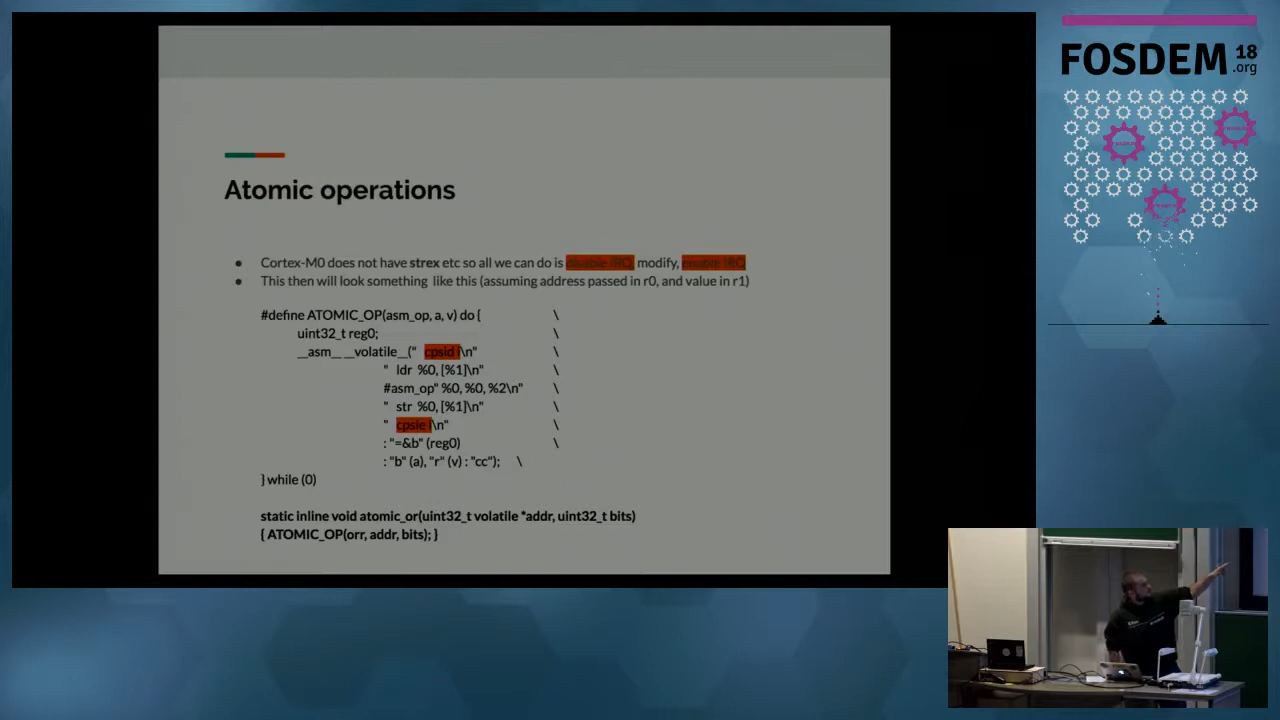 FOSDEM 18
.org
Atomic operations
● Cortex-M0 does not have strex etc so all we can do is disable IRQ, modify, enable IRQ
● This then will look something like this (assuming address passed in r0, and value in r1)
#define ATOMIC_OP(asm_op, a, v) do { \
uint32_t reg0; \
__asm__ __volatile__(" cpsid i\n" \
" ldr %0, [%1]\n" \
#asm_op" %0, %0, %2\n" \
" str %0, [%1]\n" \
" cpsie i\n" \
: "=&b" (reg0) \
: "b" (a), "r" (v) : "cc"); \
} while (0)
static inline void atomic_or(uint32_t volatile *addr, uint32_t bits)
{ ATOMIC_OP(orr, addr, bits); }